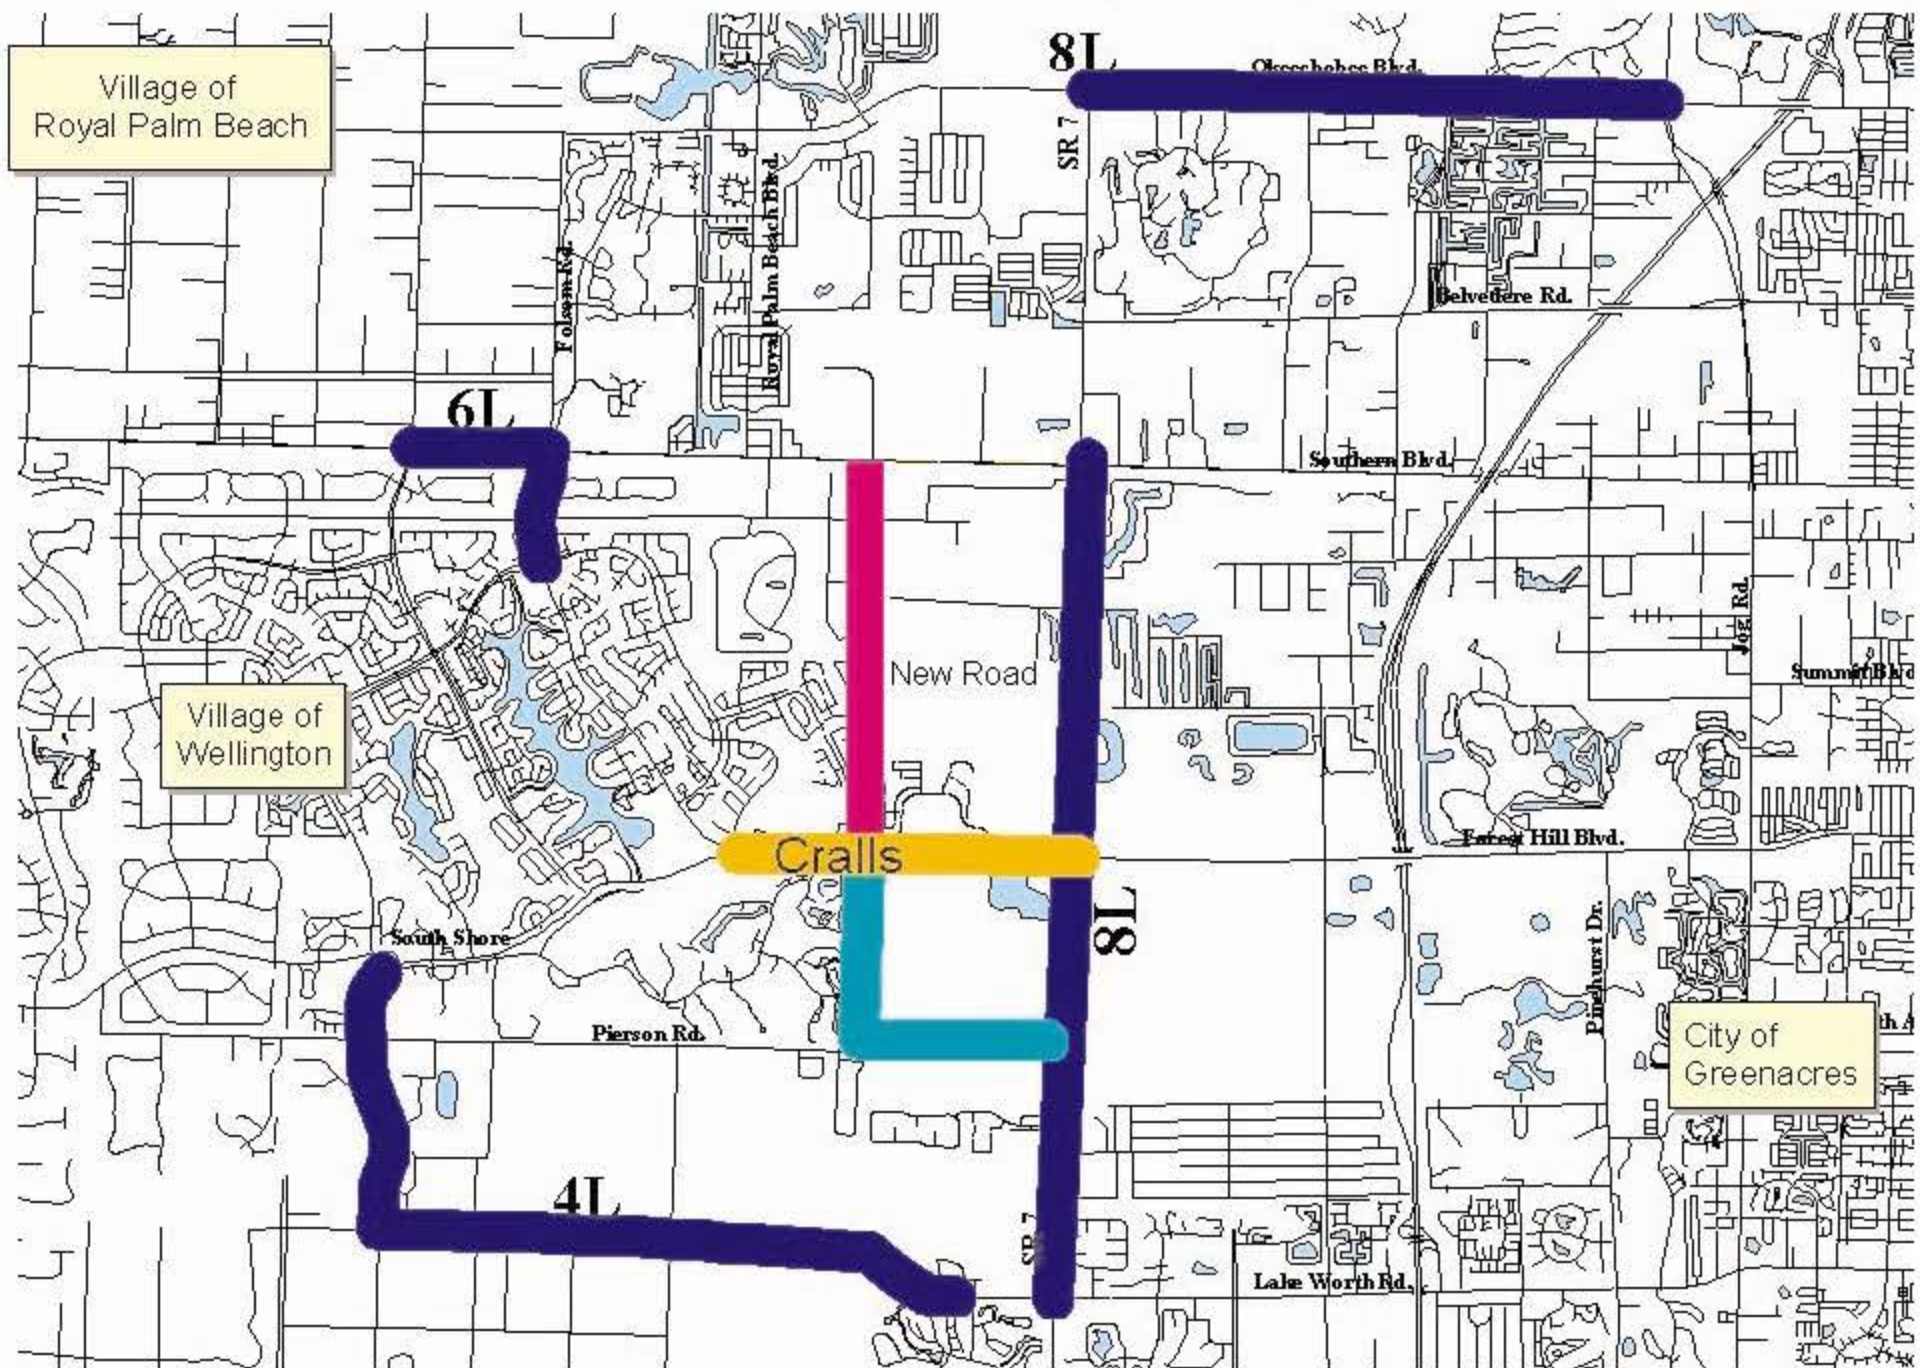 8L
Okeechobee Blvd.
Village of
Royal Palm Beach
SR 7
Royal Palm Beach Blvd.
Folsom Rd.
Belvedere Rd.
6L
Southern Blvd.
Jog Rd.
New Road
Summit Blvd
Village of
Wellington
Forest Hill Blvd.
Cralls
8L
South Shore
Pinehurst Dr.
Pierson Rd.
City of
Greenacres
th A
4L
SR 7
Lake Worth Rd.